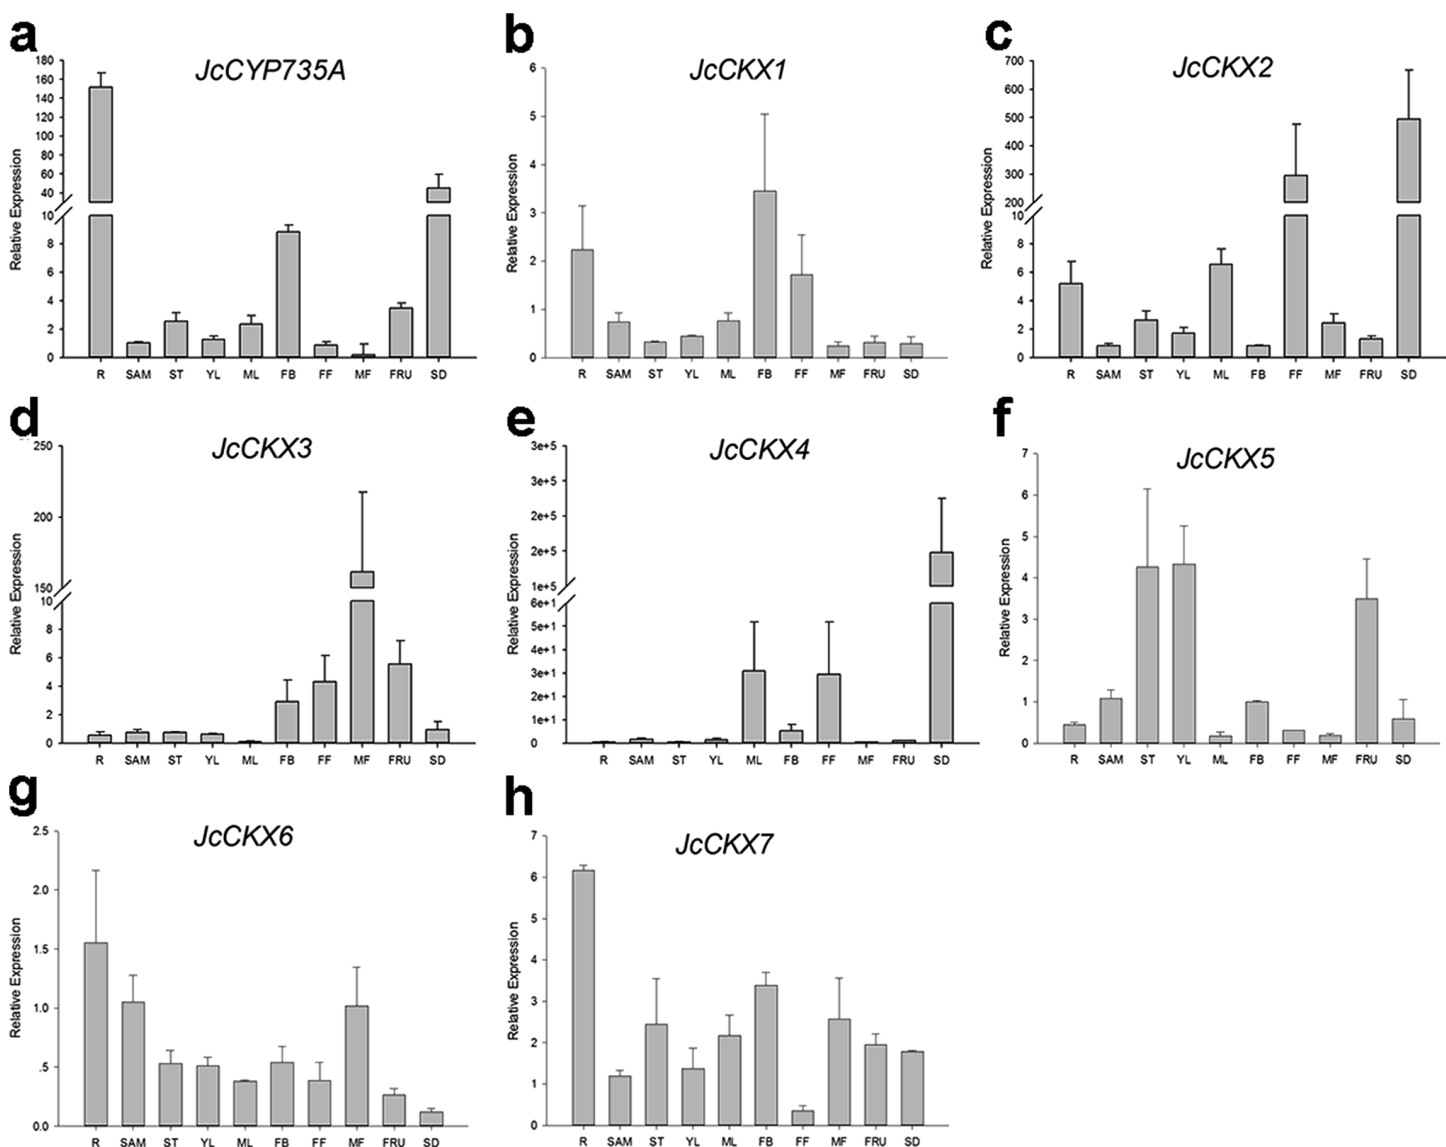 a
JcCYP735A
Relative Expression
180
160
140
120
100
80
60
40
10
8
6
4
2
0
R SAM ST YL ML FB FF MF FRU SD
b
JcCKX1
Relative Expression
6
5
4
3
2
1
0
R SAM ST YL ML FB FF MF FRU SD
c
JcCKX2
Relative Expression
700
600
500
400
300
200
10
8
6
4
2
0
R SAM ST YL ML FB FF MF FRU SD
d
JcCKX3
Relative Expression
250
200
150
10
8
6
4
2
0
R SAM ST YL ML FB FF MF FRU SD
e
JcCKX4
Relative Expression
3e+5
3e+5
2e+5
2e+5
1e+5
6e+1
5e+1
4e+1
3e+1
2e+1
1e+1
0
R SAM ST YL ML FB FF MF FRU SD
f
JcCKX5
Relative Expression
7
6
5
4
3
2
1
0
R SAM ST YL ML FB FF MF FRU SD
g
JcCKX6
Relative Expression
2.5
2.0
1.5
1.0
.5
0.0
R SAM ST YL ML FB FF MF FRU SD
h
JcCKX7
Relative Expression
7
6
5
4
3
2
1
0
R SAM ST YL ML FB FF MF FRU SD